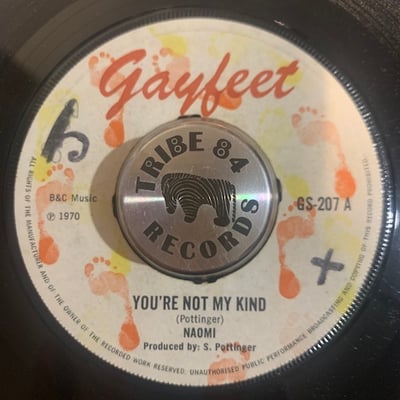 Gayfeet
TRIBE 84
RECORDS
B&C Music
℗ 1970
GS-207 A
YOU'RE NOT MY KIND
(Pottinger)
NAOMI
Produced by: S. Pottinger
ALL RIGHTS OF THE MANUFACTURER AND OF THE OWNER OF THE RECORDED WORK RESERVED. UNAUTHORISED PUBLIC PERFORMANCE BROADCASTING AND COPYING OF THIS RECORD PROHIBITED